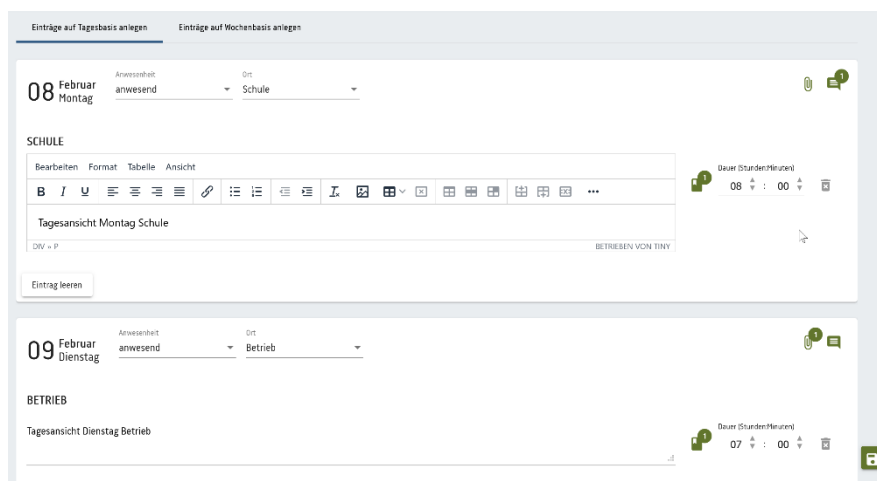 Einträge auf Tagesbasis anlegen Einträge auf Wochenbasis anlegen
08 Februar Montag
Anwesenheit
anwesend
Ort
Schule
1
SCHULE
Bearbeiten Format Tabelle Ansicht
B I U
Tagesansicht Montag Schule
DIV » P BETRIEBEN VON TINY
1
Dauer (Stunden:Minuten)
08 : 00
Eintrag leeren
09 Februar Dienstag
Anwesenheit
anwesend
Ort
Betrieb
1
BETRIEB
Tagesansicht Dienstag Betrieb
1
Dauer (Stunden:Minuten)
07 : 00